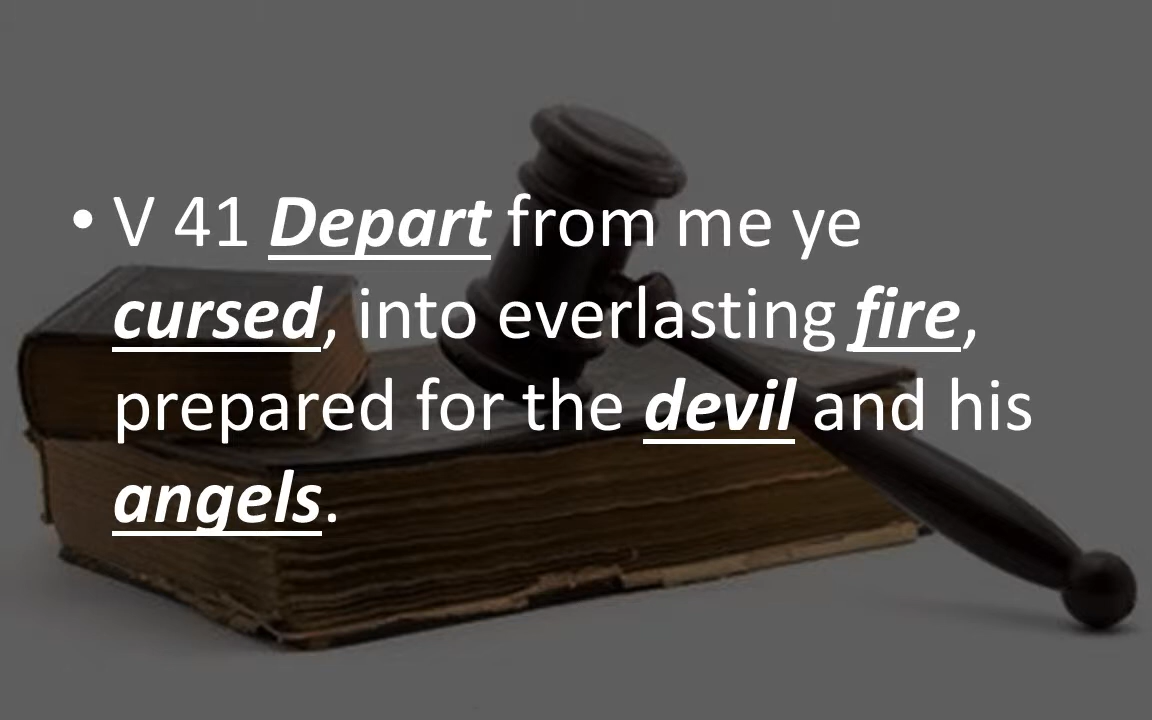 • V 41 Depart from me ye
cursed, into everlasting fire,
prepared for the devil and his
angels.